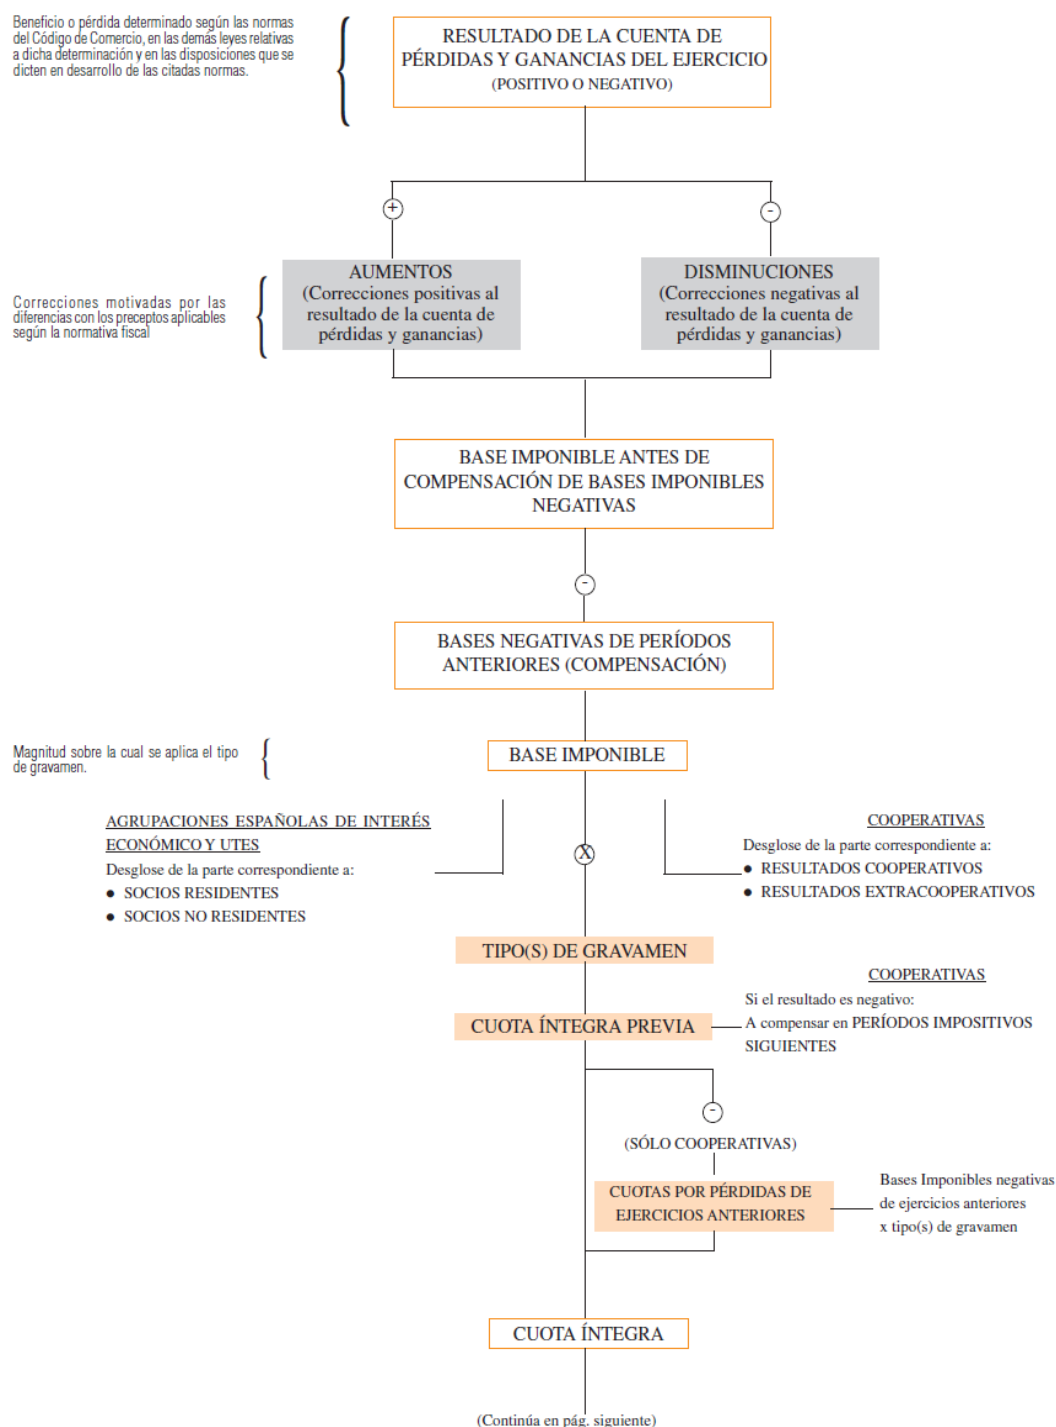 Beneficio o pérdida determinado según las normas
del Código de Comercio, en las demás leyes relativas
a dicha determinación y en las disposiciones que se
dicten en desarrollo de las citadas normas.
RESULTADO DE LA CUENTA DE
PÉRDIDAS Y GANANCIAS DEL EJERCICIO
(POSITIVO O NEGATIVO)
+
-
Correcciones motivadas por las
diferencias con los preceptos aplicables
según la normativa fiscal
AUMENTOS
(Correcciones positivas al
resultado de la cuenta de
pérdidas y ganancias)
DISMINUCIONES
(Correcciones negativas al
resultado de la cuenta de
pérdidas y ganancias)
BASE IMPONIBLE ANTES DE
COMPENSACIÓN DE BASES IMPONIBLES
NEGATIVAS
-
BASES NEGATIVAS DE PERÍODOS
ANTERIORES (COMPENSACIÓN)
Magnitud sobre la cual se aplica el tipo
de gravamen.
BASE IMPONIBLE
AGRUPACIONES ESPAÑOLAS DE INTERÉS
ECONÓMICO Y UTES
Desglose de la parte correspondiente a:
● SOCIOS RESIDENTES
● SOCIOS NO RESIDENTES
X
COOPERATIVAS
Desglose de la parte correspondiente a:
● RESULTADOS COOPERATIVOS
● RESULTADOS EXTRACOOPERATIVOS
TIPO(S) DE GRAVAMEN
CUOTA ÍNTEGRA PREVIA
COOPERATIVAS
Si el resultado es negativo:
A compensar en PERÍODOS IMPOSITIVOS
SIGUIENTES
-
(SÓLO COOPERATIVAS)
CUOTAS POR PÉRDIDAS DE
EJERCICIOS ANTERIORES
Bases Imponibles negativas
de ejercicios anteriores
x tipo(s) de gravamen
CUOTA ÍNTEGRA
(Continúa en pág. siguiente)